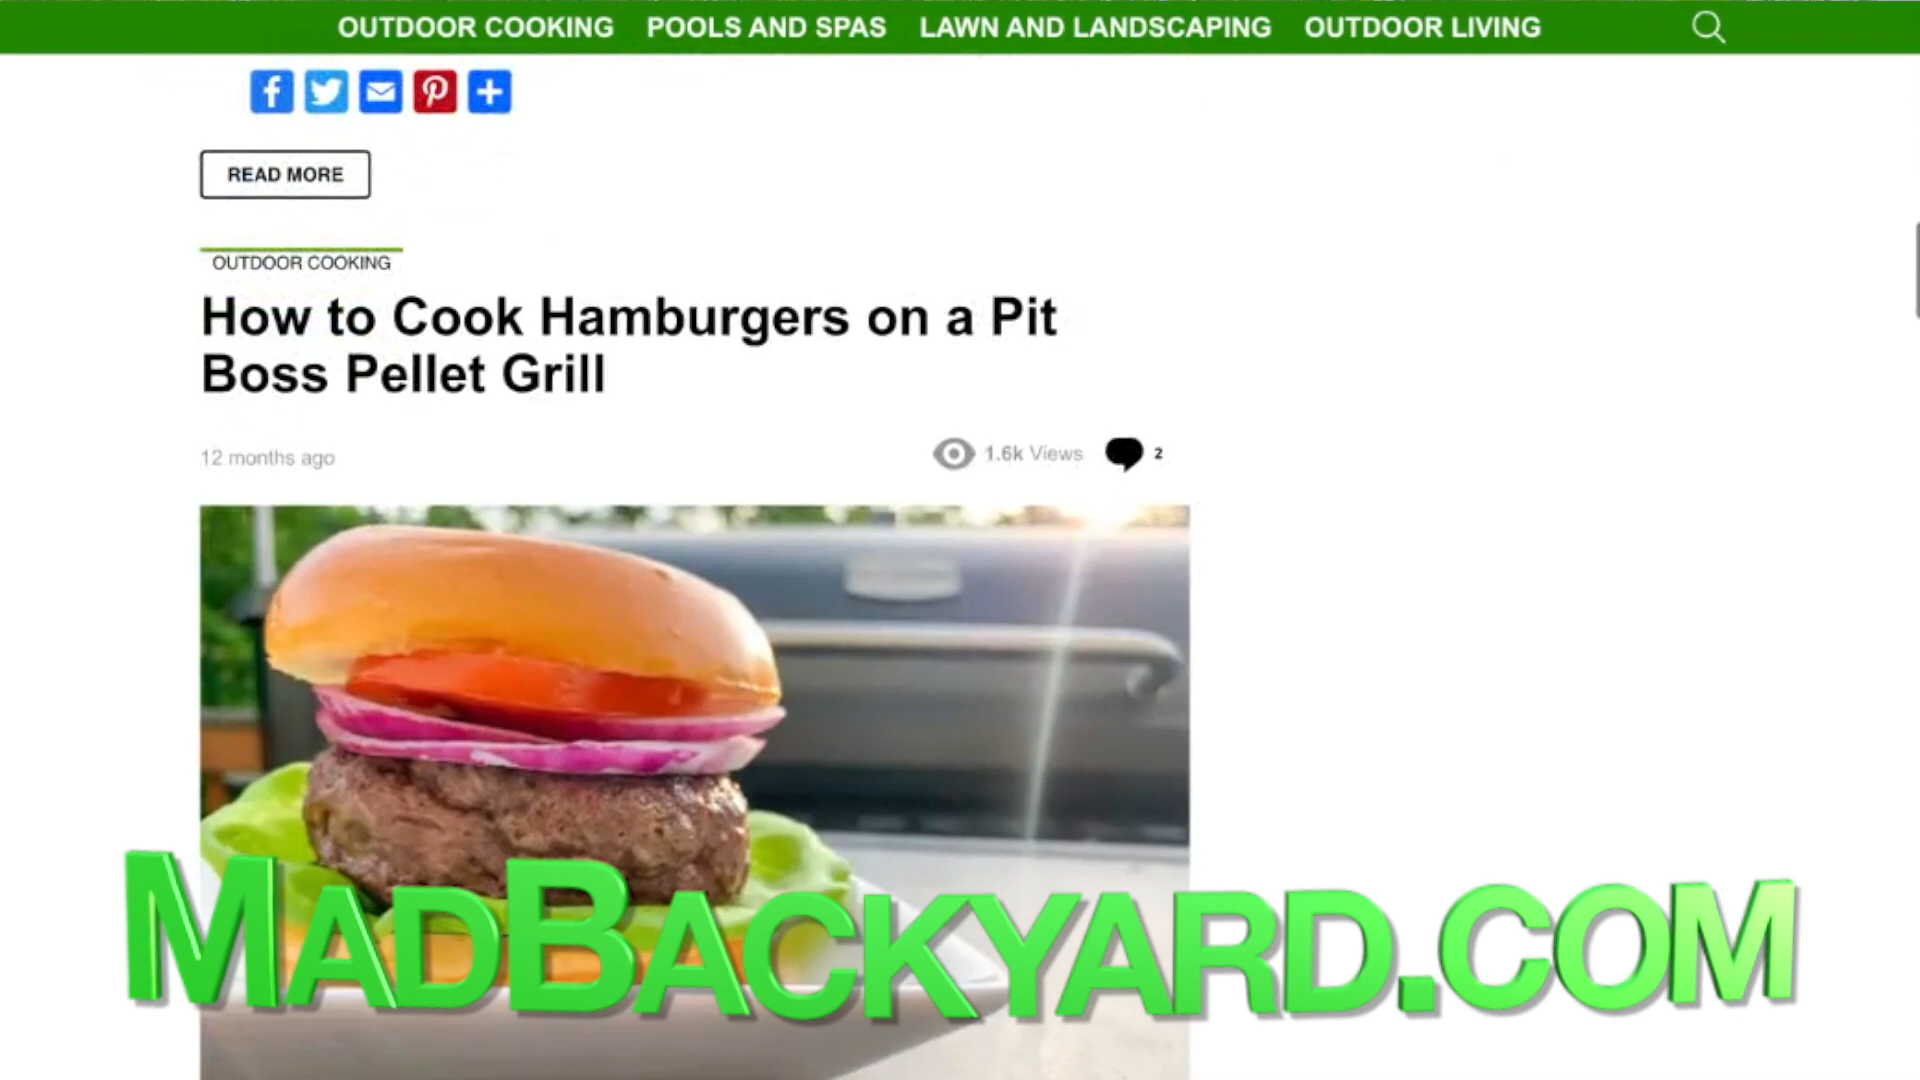 OUTDOOR COOKING POOLS AND SPAS LAWN AND LANDSCAPING OUTDOOR LIVING
READ MORE
OUTDOOR COOKING
How to Cook Hamburgers on a Pit
Boss Pellet Grill
12 months ago 1.6k Views 2
MADBACKYARD.COM